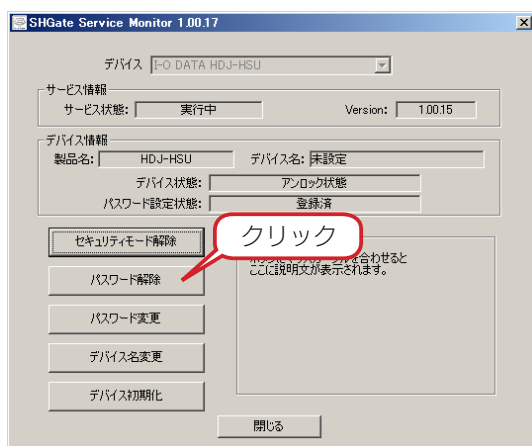 SHGate Service Monitor 1.00.17
デバイス I-O DATA HDJ-HSU
サービス情報
サービス状態: 実行中 Version: 1.00.15
デバイス情報
製品名: HDJ-HSU デバイス名: 未設定
デバイス状態: アンロック状態
パスワード設定状態: 登録済
セキュリティモード解除
クリック
ここに説明文が表示されます。
パスワード解除
パスワード変更
デバイス名変更
デバイス初期化
閉じる